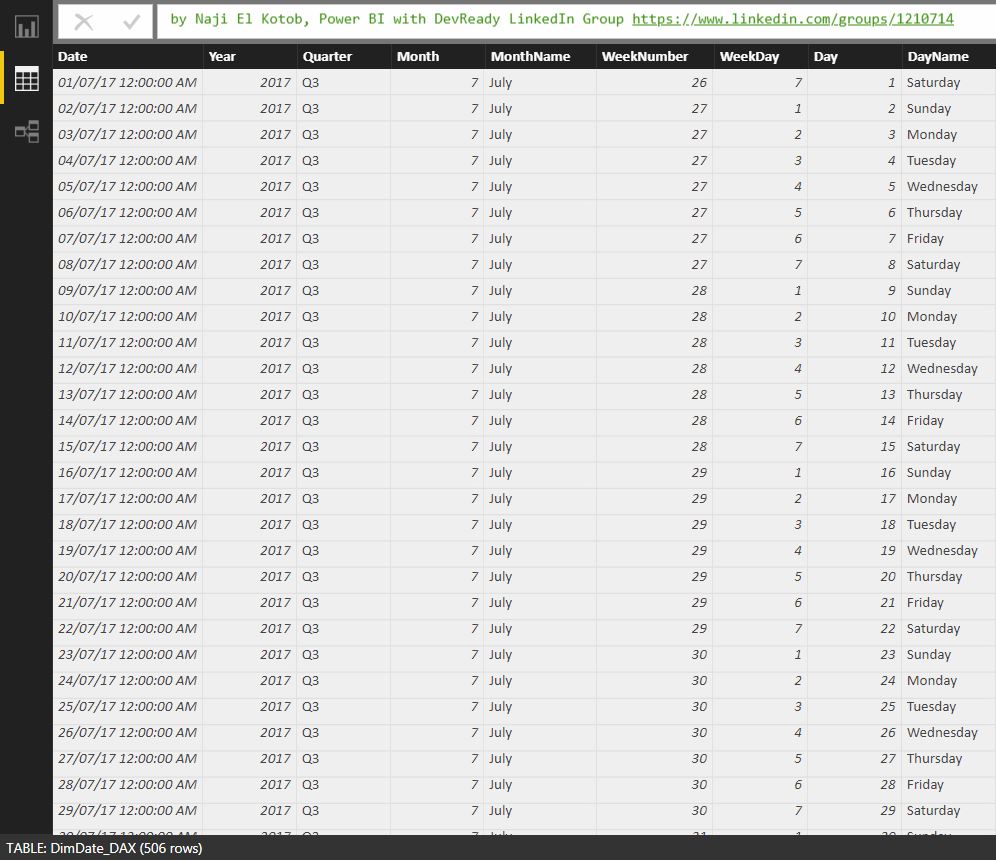 by Naji El Kotob, Power BI with DevReady LinkedIn Group https://www.linkedin.com/groups/1210714
Date Year Quarter Month MonthName WeekNumber WeekDay Day DayName
01/07/17 12:00:00 AM 2017 Q3 7 July 26 7 1 Saturday
02/07/17 12:00:00 AM 2017 Q3 7 July 27 1 2 Sunday
03/07/17 12:00:00 AM 2017 Q3 7 July 27 2 3 Monday
04/07/17 12:00:00 AM 2017 Q3 7 July 27 3 4 Tuesday
05/07/17 12:00:00 AM 2017 Q3 7 July 27 4 5 Wednesday
06/07/17 12:00:00 AM 2017 Q3 7 July 27 5 6 Thursday
07/07/17 12:00:00 AM 2017 Q3 7 July 27 6 7 Friday
08/07/17 12:00:00 AM 2017 Q3 7 July 27 7 8 Saturday
09/07/17 12:00:00 AM 2017 Q3 7 July 28 1 9 Sunday
10/07/17 12:00:00 AM 2017 Q3 7 July 28 2 10 Monday
11/07/17 12:00:00 AM 2017 Q3 7 July 28 3 11 Tuesday
12/07/17 12:00:00 AM 2017 Q3 7 July 28 4 12 Wednesday
13/07/17 12:00:00 AM 2017 Q3 7 July 28 5 13 Thursday
14/07/17 12:00:00 AM 2017 Q3 7 July 28 6 14 Friday
15/07/17 12:00:00 AM 2017 Q3 7 July 28 7 15 Saturday
16/07/17 12:00:00 AM 2017 Q3 7 July 29 1 16 Sunday
17/07/17 12:00:00 AM 2017 Q3 7 July 29 2 17 Monday
18/07/17 12:00:00 AM 2017 Q3 7 July 29 3 18 Tuesday
19/07/17 12:00:00 AM 2017 Q3 7 July 29 4 19 Wednesday
20/07/17 12:00:00 AM 2017 Q3 7 July 29 5 20 Thursday
21/07/17 12:00:00 AM 2017 Q3 7 July 29 6 21 Friday
22/07/17 12:00:00 AM 2017 Q3 7 July 29 7 22 Saturday
23/07/17 12:00:00 AM 2017 Q3 7 July 30 1 23 Sunday
24/07/17 12:00:00 AM 2017 Q3 7 July 30 2 24 Monday
25/07/17 12:00:00 AM 2017 Q3 7 July 30 3 25 Tuesday
26/07/17 12:00:00 AM 2017 Q3 7 July 30 4 26 Wednesday
27/07/17 12:00:00 AM 2017 Q3 7 July 30 5 27 Thursday
28/07/17 12:00:00 AM 2017 Q3 7 July 30 6 28 Friday
29/07/17 12:00:00 AM 2017 Q3 7 July 30 7 29 Saturday
TABLE: DimDate_DAX (506 rows)